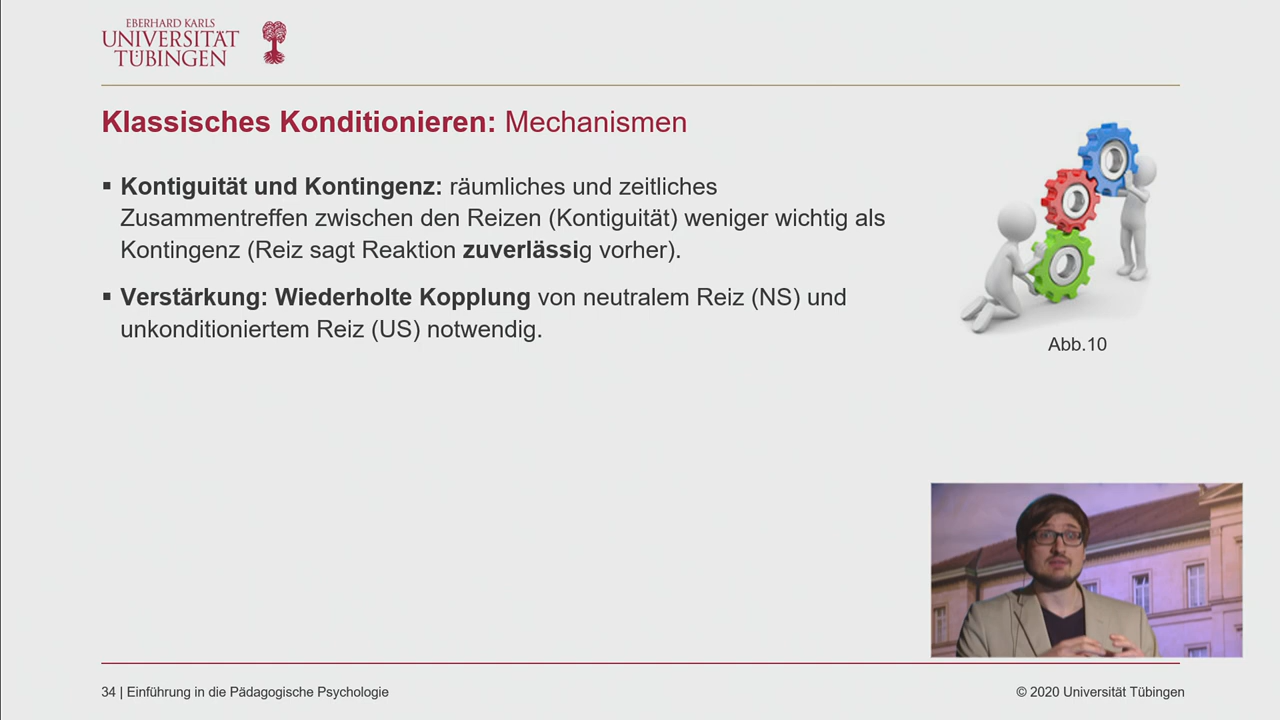 EBERHARD KARLS
UNIVERSITÄT
TÜBINGEN
Klassisches Konditionieren: Mechanismen
▪ Kontiguität und Kontingenz: räumliches und zeitliches
Zusammentreffen zwischen den Reizen (Kontiguität) weniger wichtig als
Kontingenz (Reiz sagt Reaktion zuverlässig vorher).
▪ Verstärkung: Wiederholte Kopplung von neutralem Reiz (NS) und
unkonditioniertem Reiz (US) notwendig.
Abb.10
34 | Einführung in die Pädagogische Psychologie
© 2020 Universität Tübingen